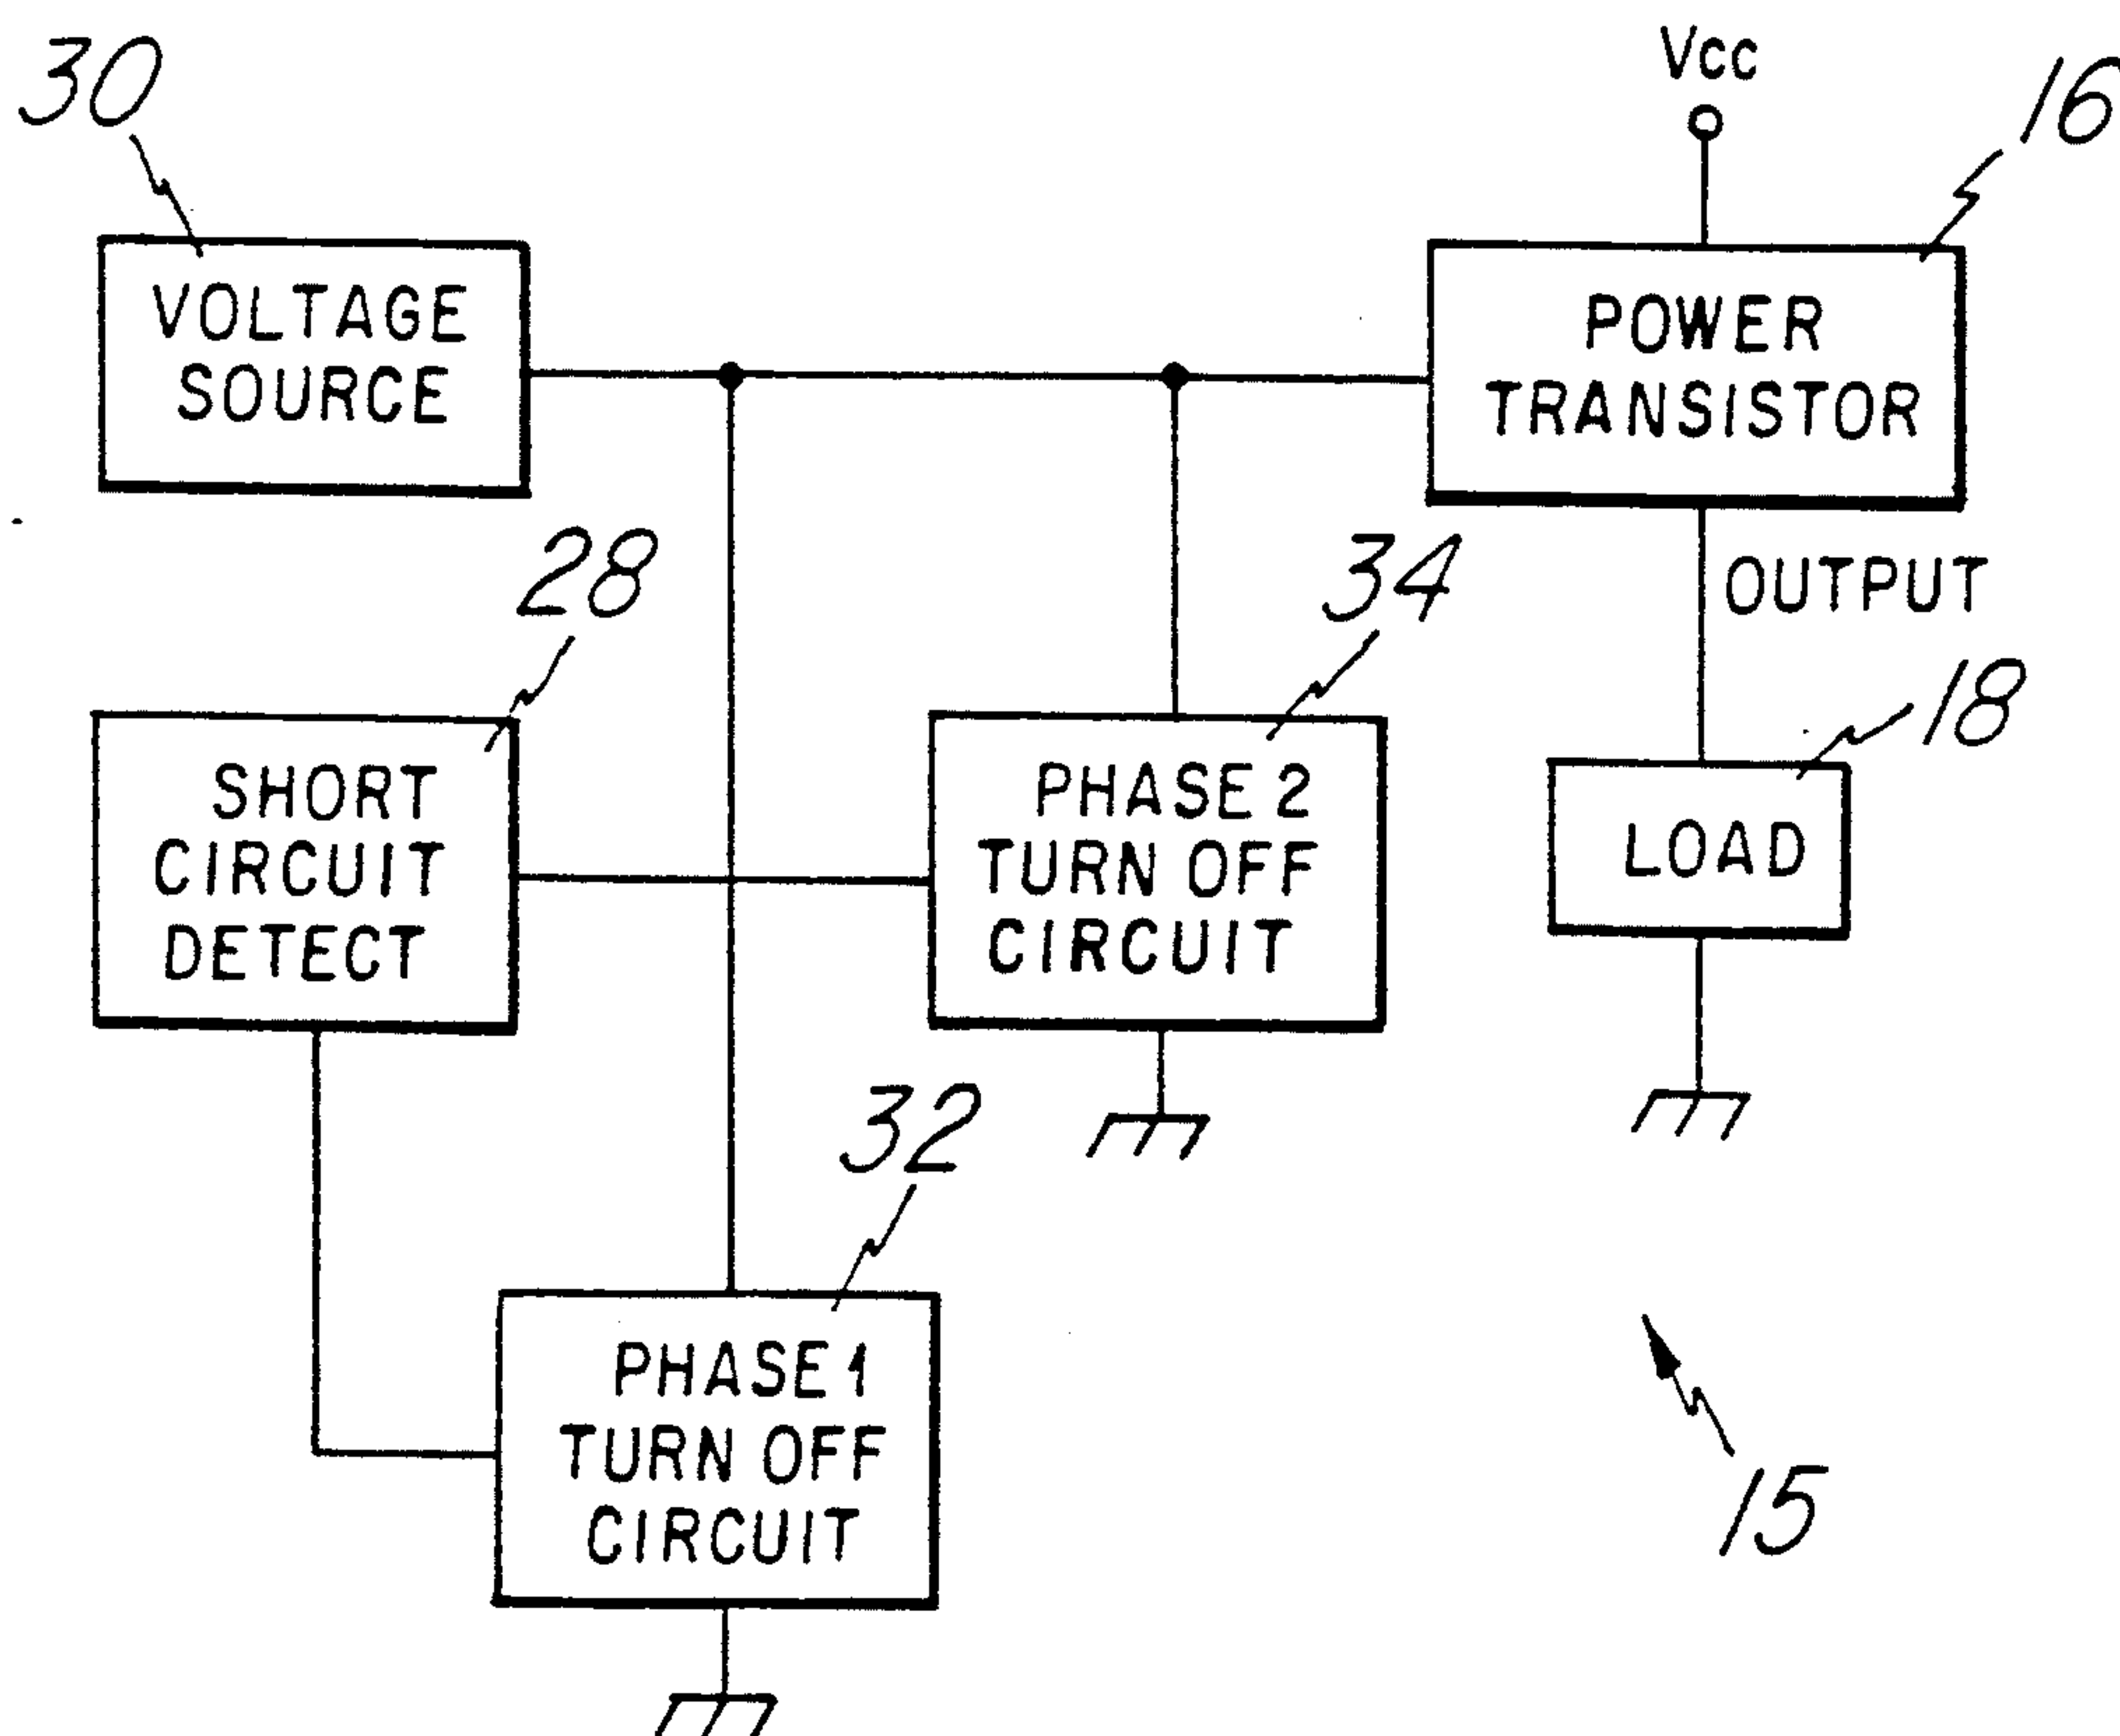 30
Vcc
16
VOLTAGE
SOURCE
POWER
TRANSISTOR
OUTPUT
28
34
18
SHORT
CIRCUIT
DETECT
PHASE 2
TURN OFF
CIRCUIT
LOAD
32
PHASE 1
TURN OFF
CIRCUIT
15